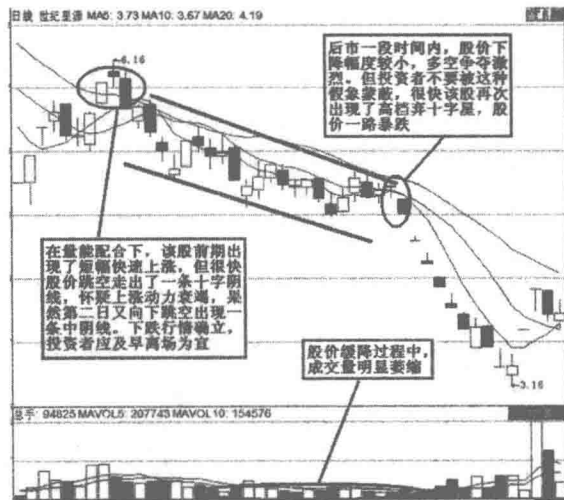 日线 世纪星源 MA5: 3.73 MA10: 3.67 MA20: 4.19
6.16
后市一段时间内，股价下
降幅度较小，多空争夺激
烈。但投资者不要被这种
假象蒙蔽，很快该股再次
出现了高档弃十字星，股
价一路暴跌
在量能配合下，该股前期出
现了短幅快速上涨，但很快
股价跳空走出了一条十字阴
线，怀疑上涨动力衰竭，果
然第二日又向下跳空出现一
条中阴线。下跌行情确立，
投资者应及早离场为宜
股价缓降过程中，
成交量明显萎缩
3.16
总手: 94825 MAVOL5: 207743 MAVOL10: 154576